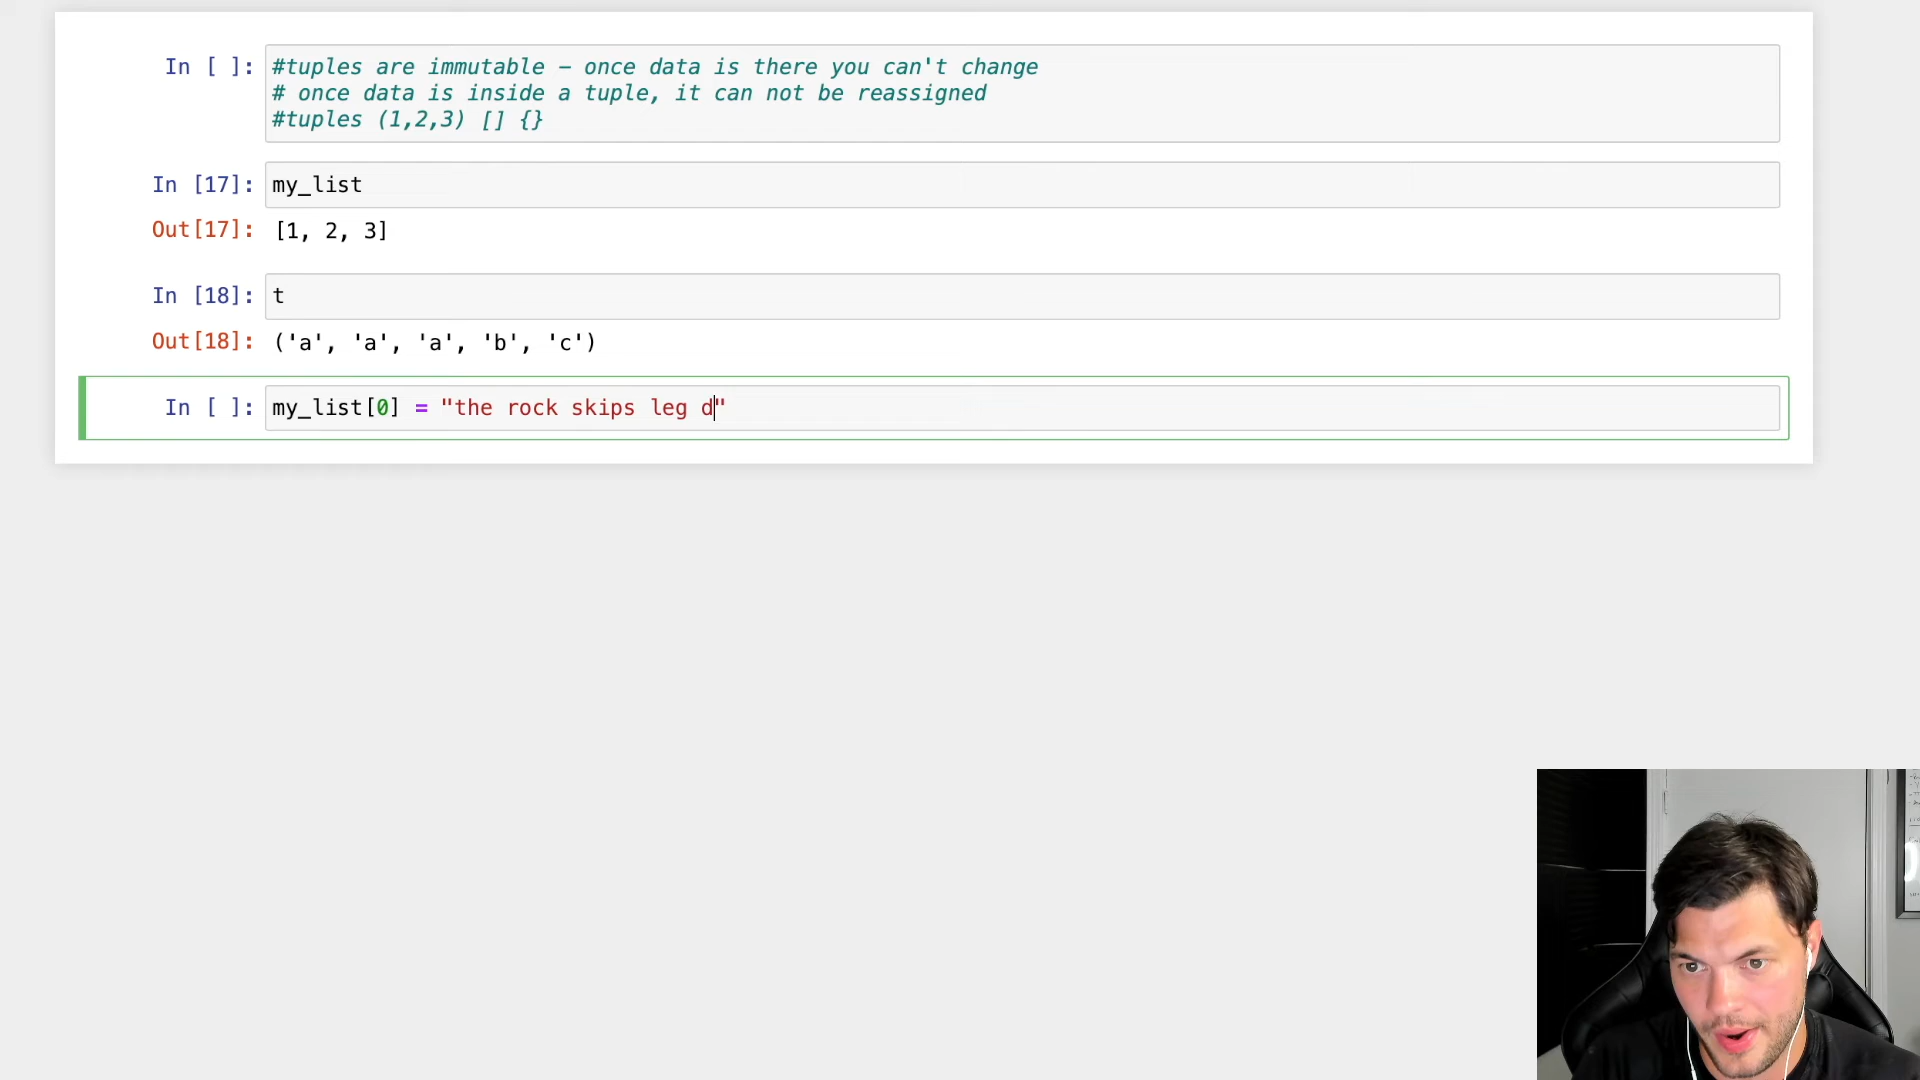 In [ ]: #tuples are immutable – once data is there you can't change
# once data is inside a tuple, it can not be reassigned
#tuples (1,2,3) [] {}
In [17]: my_list
Out[17]: [1, 2, 3]
In [18]: t
Out[18]: ('a', 'a', 'a', 'b', 'c')
In [ ]: my_list[0] = "the rock skips leg d"